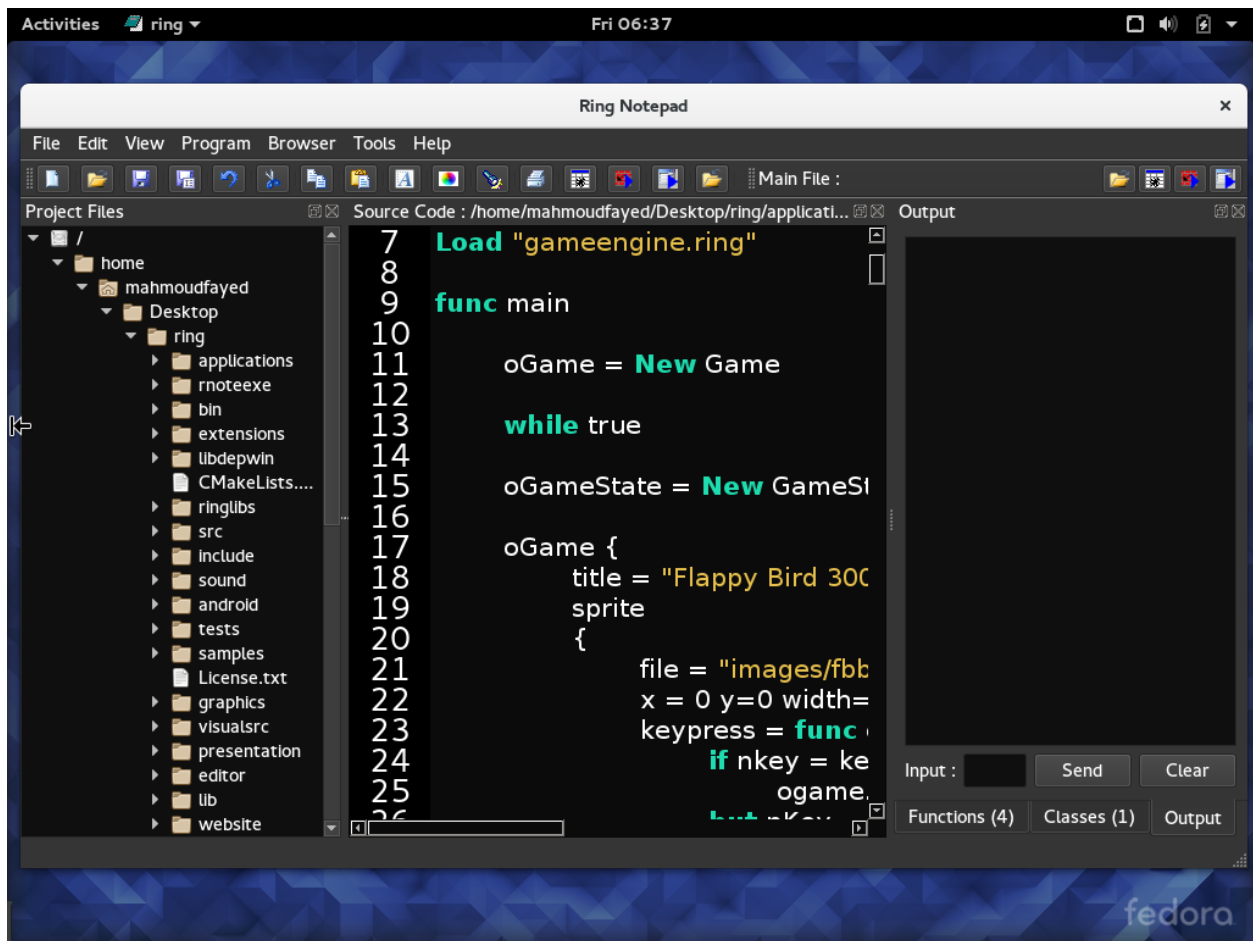 Activities ring Fri 06:37
Ring Notepad
File Edit View Program Browser Tools Help
Main File :
Project Files
/
home
mahmoudfayed
Desktop
ring
applications
rnoteexe
bin
extensions
libdepwin
CMakeLists....
ringlibs
src
include
sound
android
tests
samples
License.txt
graphics
visualsrc
presentation
editor
lib
website
Source Code : /home/mahmoudfayed/Desktop/ring/applicati...
7 Load "gameengine.ring"
8
9 func main
10
11 oGame = New Game
12
13 while true
14
15 oGameState = New GameSt
16
17 oGame {
18 title = "Flappy Bird 300
19 sprite
20 {
21 file = "images/fbb
22 x = 0 y=0 width=
23 keypress = func
24 if nkey = ke
25 ogame.
26 but nKey
Output
Input : Send Clear
Functions (4) Classes (1) Output
fedora